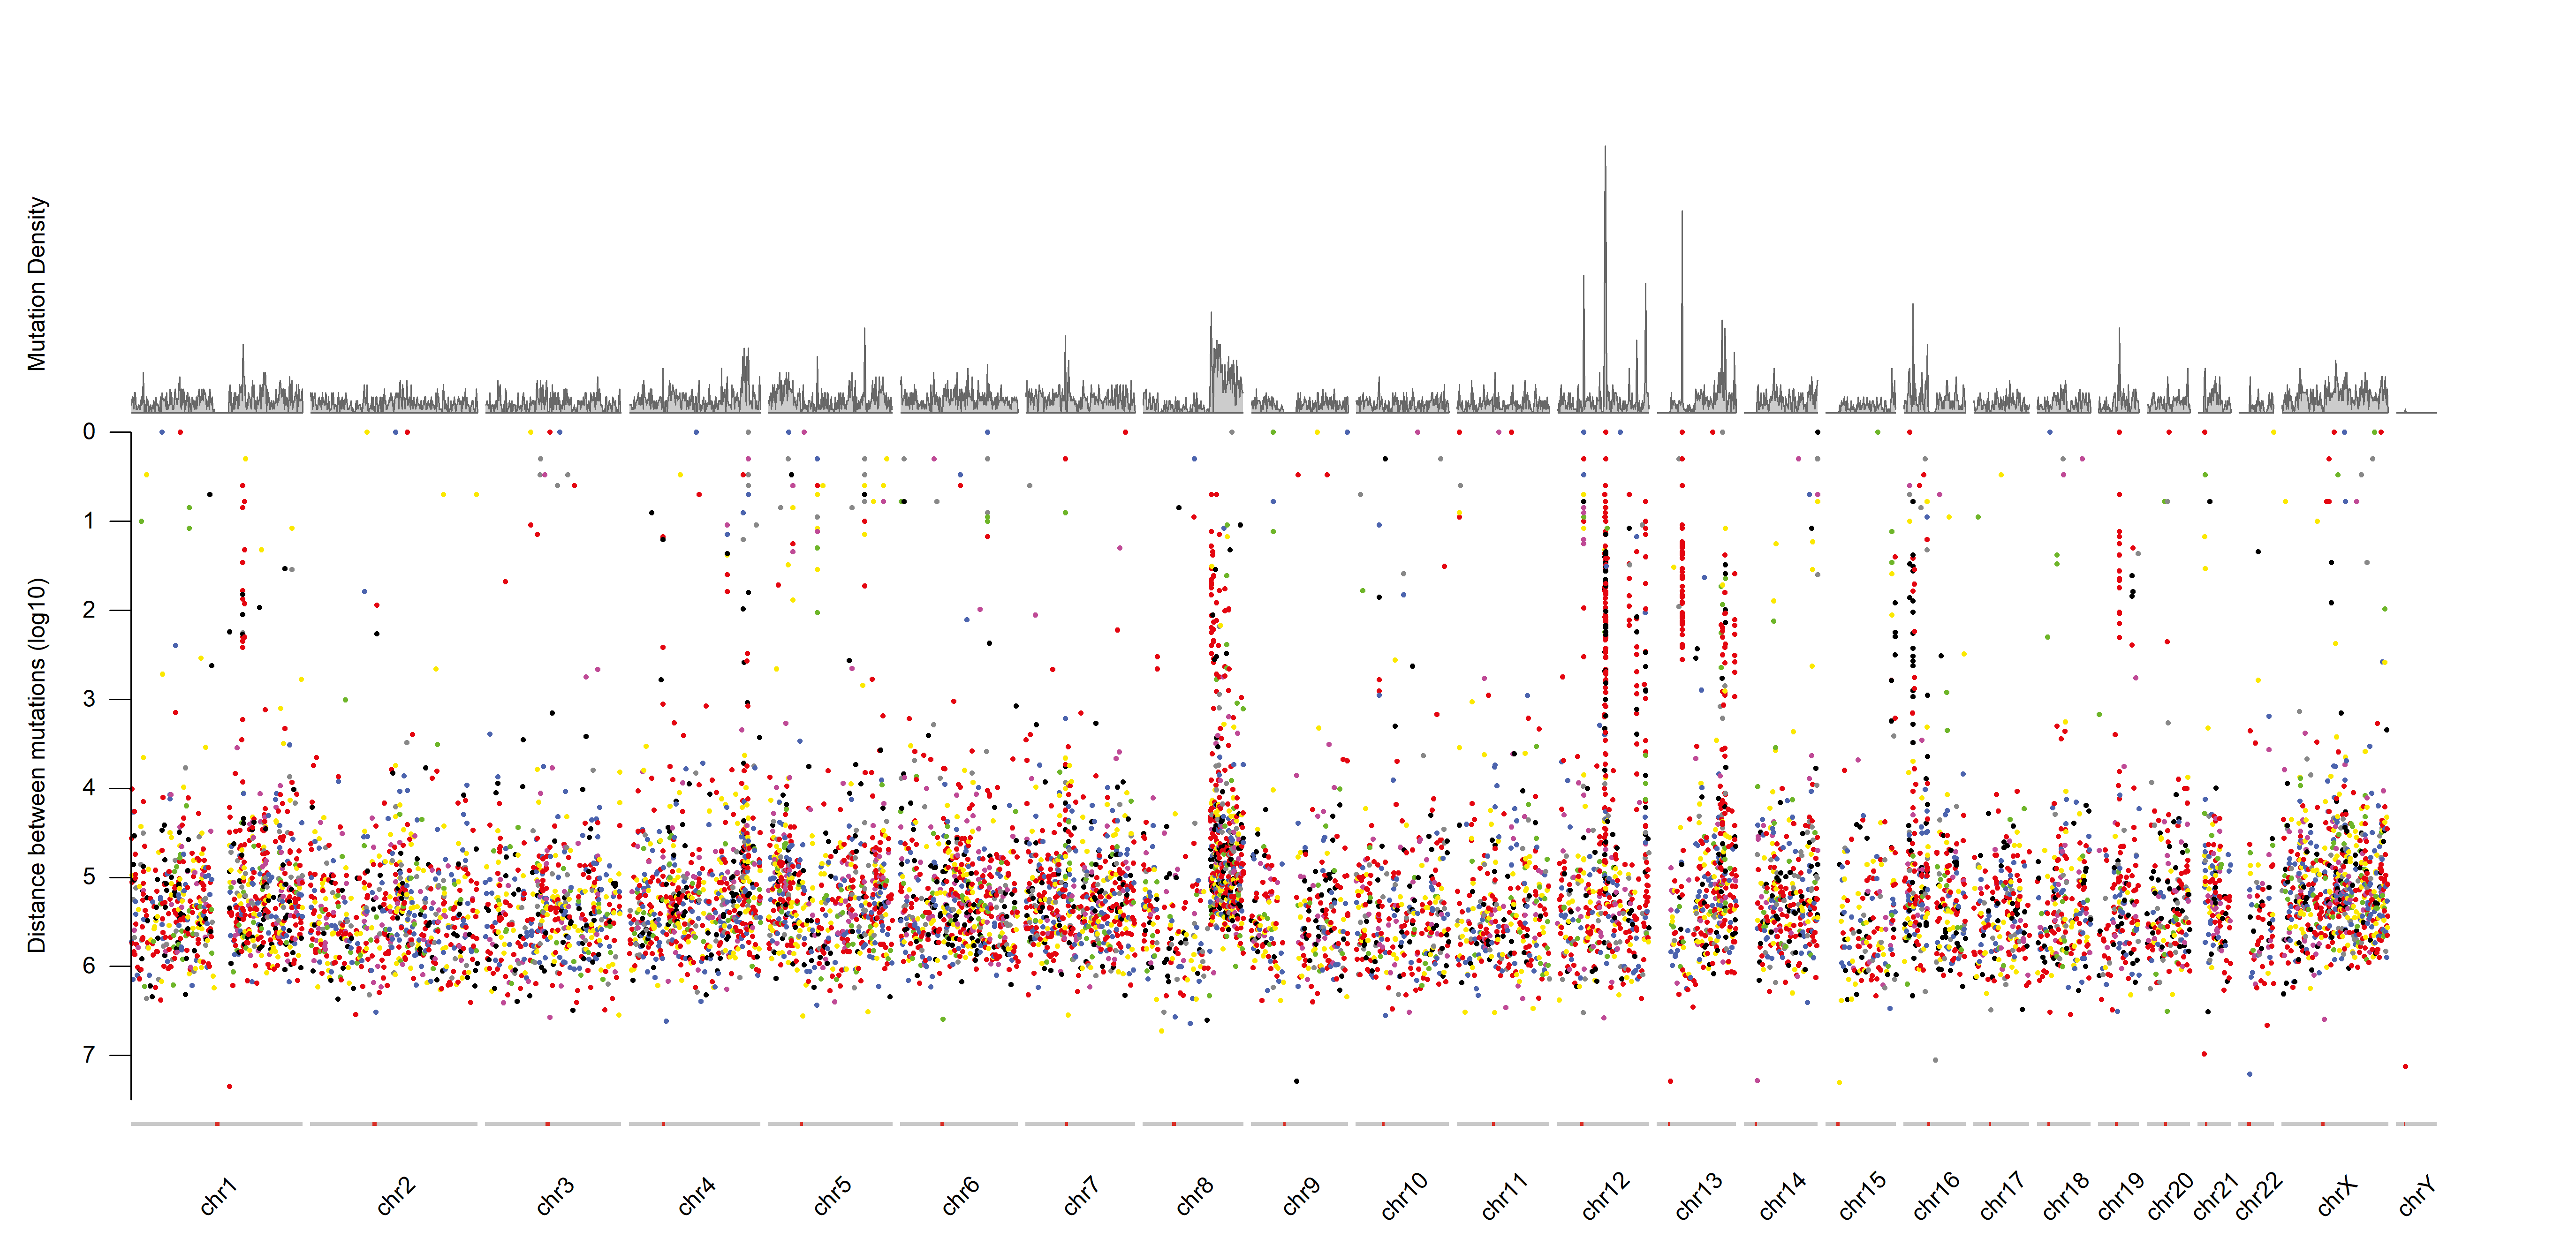 Mutation Density
Distance between mutations (log10)
0
1
2
3
4
5
6
7
chr1
chr2
chr3
chr4
chr5
chr6
chr7
chr8
chr9
chr10
chr11
chr12
chr13
chr14
chr15
chr16
chr17
chr18
chr19
chr20
chr21
chr22
chrX
chrY